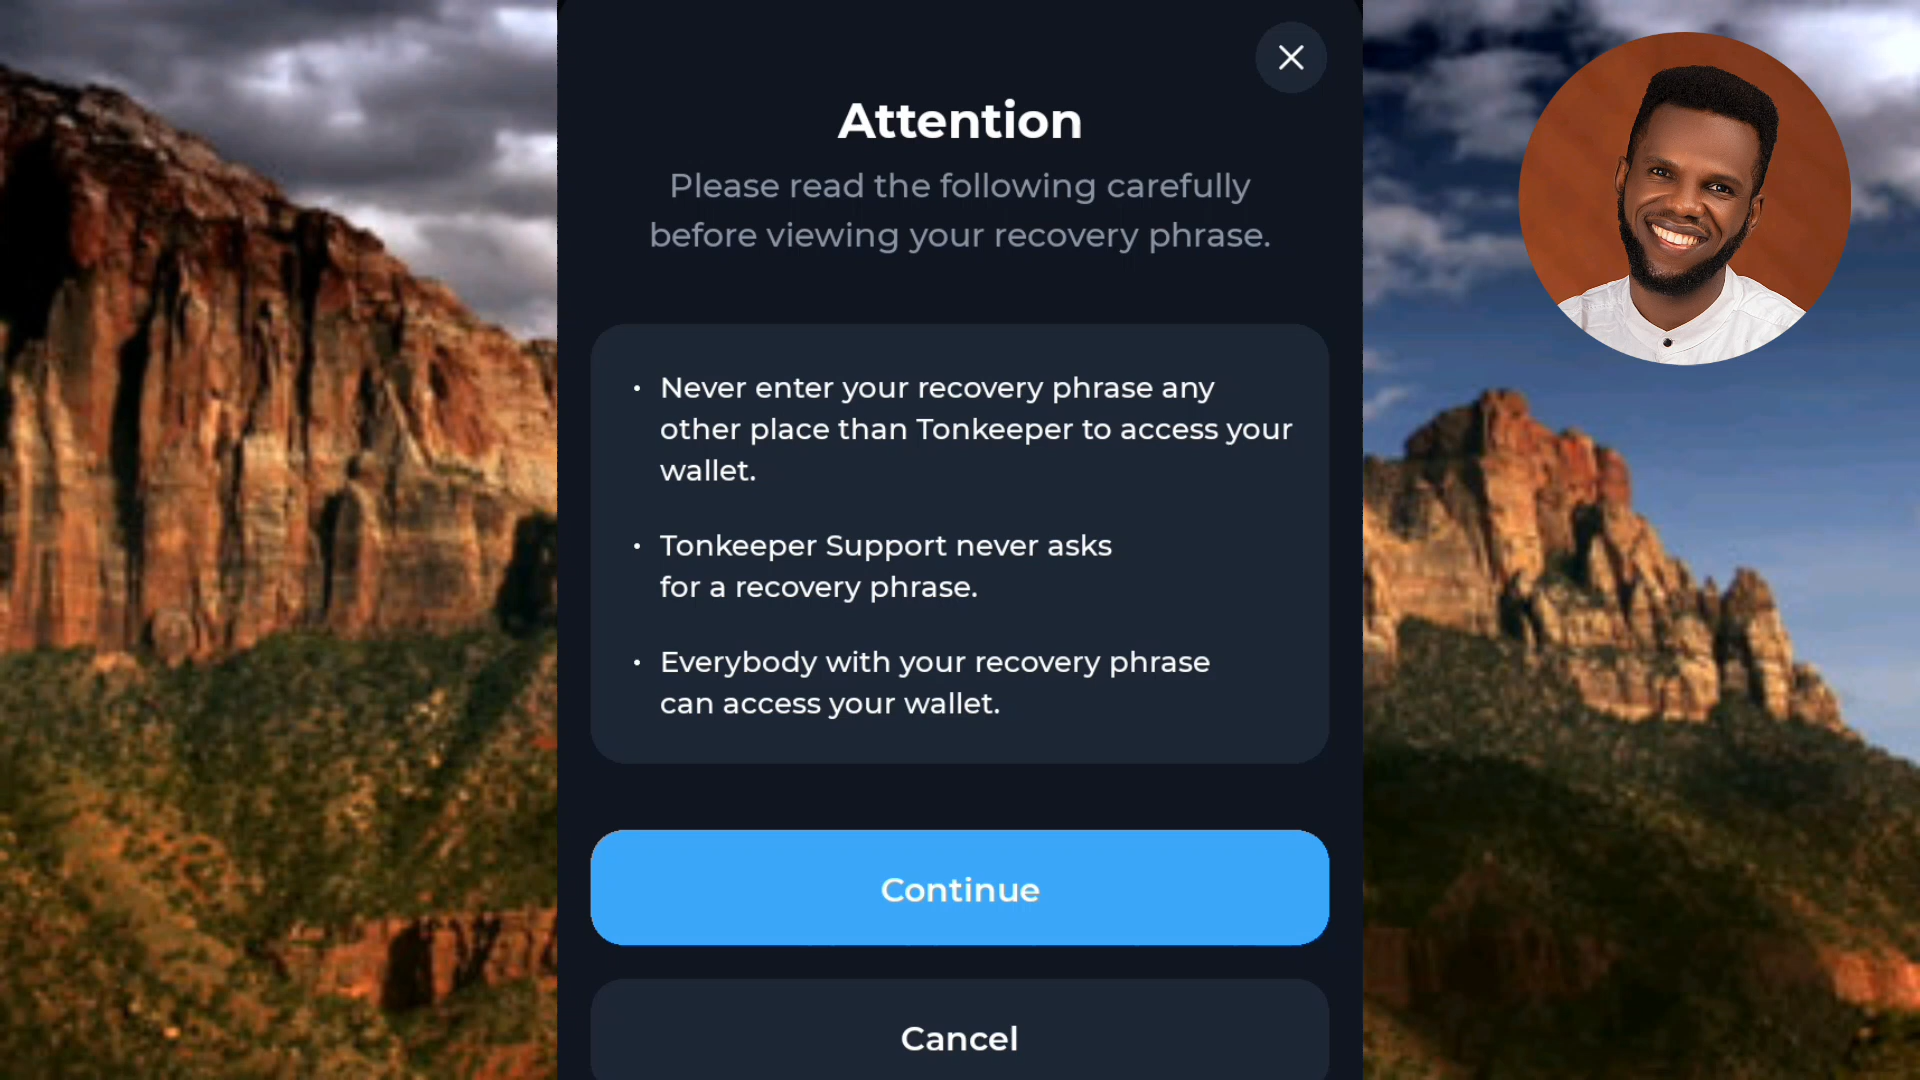 Attention
Please read the following carefully
before viewing your recovery phrase.
• Never enter your recovery phrase any
other place than Tonkeeper to access your
wallet.
• Tonkeeper Support never asks
for a recovery phrase.
• Everybody with your recovery phrase
can access your wallet.
Continue
Cancel